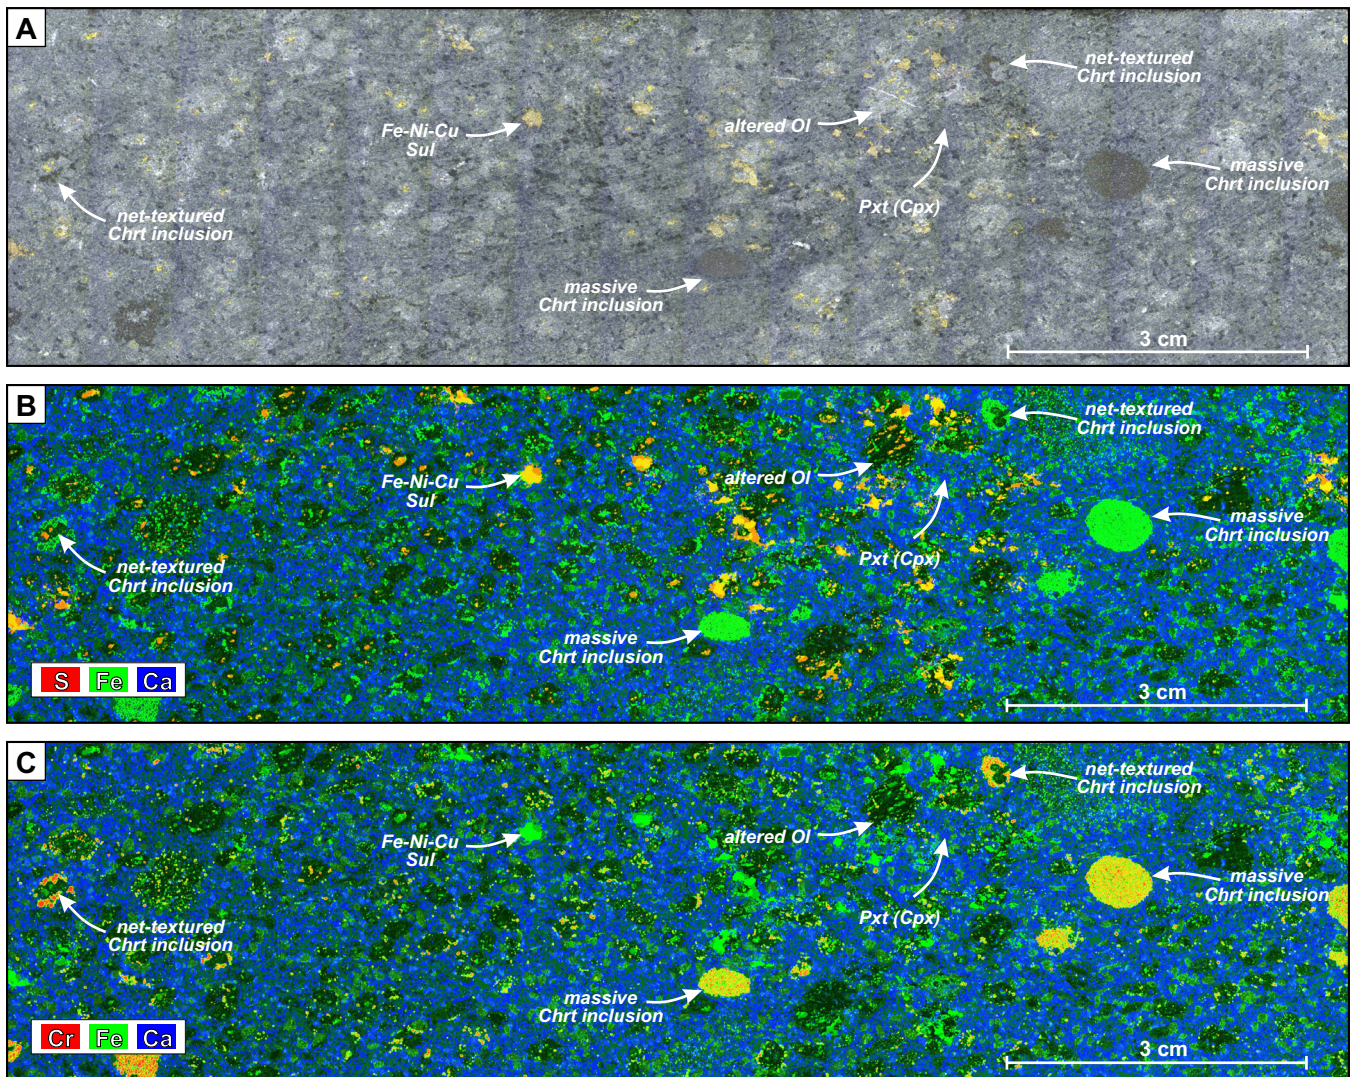 A
net-textured
Chrt inclusion
Fe-Ni-Cu
Sul
altered Ol
massive
Chrt inclusion
Pxt (Cpx)
net-textured
Chrt inclusion
massive
Chrt inclusion
3 cm
B
net-textured
Chrt inclusion
Fe-Ni-Cu
Sul
altered Ol
massive
Chrt inclusion
Pxt (Cpx)
net-textured
Chrt inclusion
massive
Chrt inclusion
S Fe Ca
3 cm
C
net-textured
Chrt inclusion
Fe-Ni-Cu
Sul
altered Ol
massive
Chrt inclusion
Pxt (Cpx)
net-textured
Chrt inclusion
massive
Chrt inclusion
Cr Fe Ca
3 cm